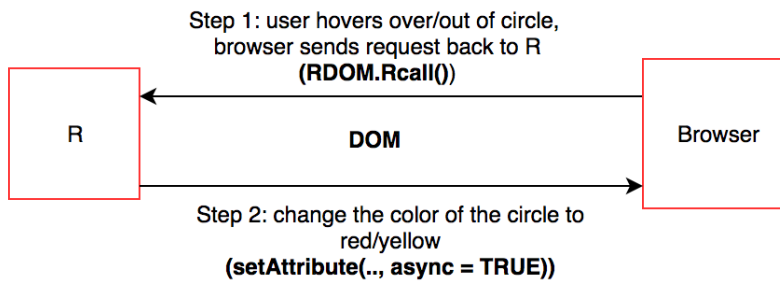 Step 1: user hovers over/out of circle,
browser sends request back to R
(RDOM.Rcall())
R
DOM
Browser
Step 2: change the color of the circle to
red/yellow
(setAttribute(.., async = TRUE))